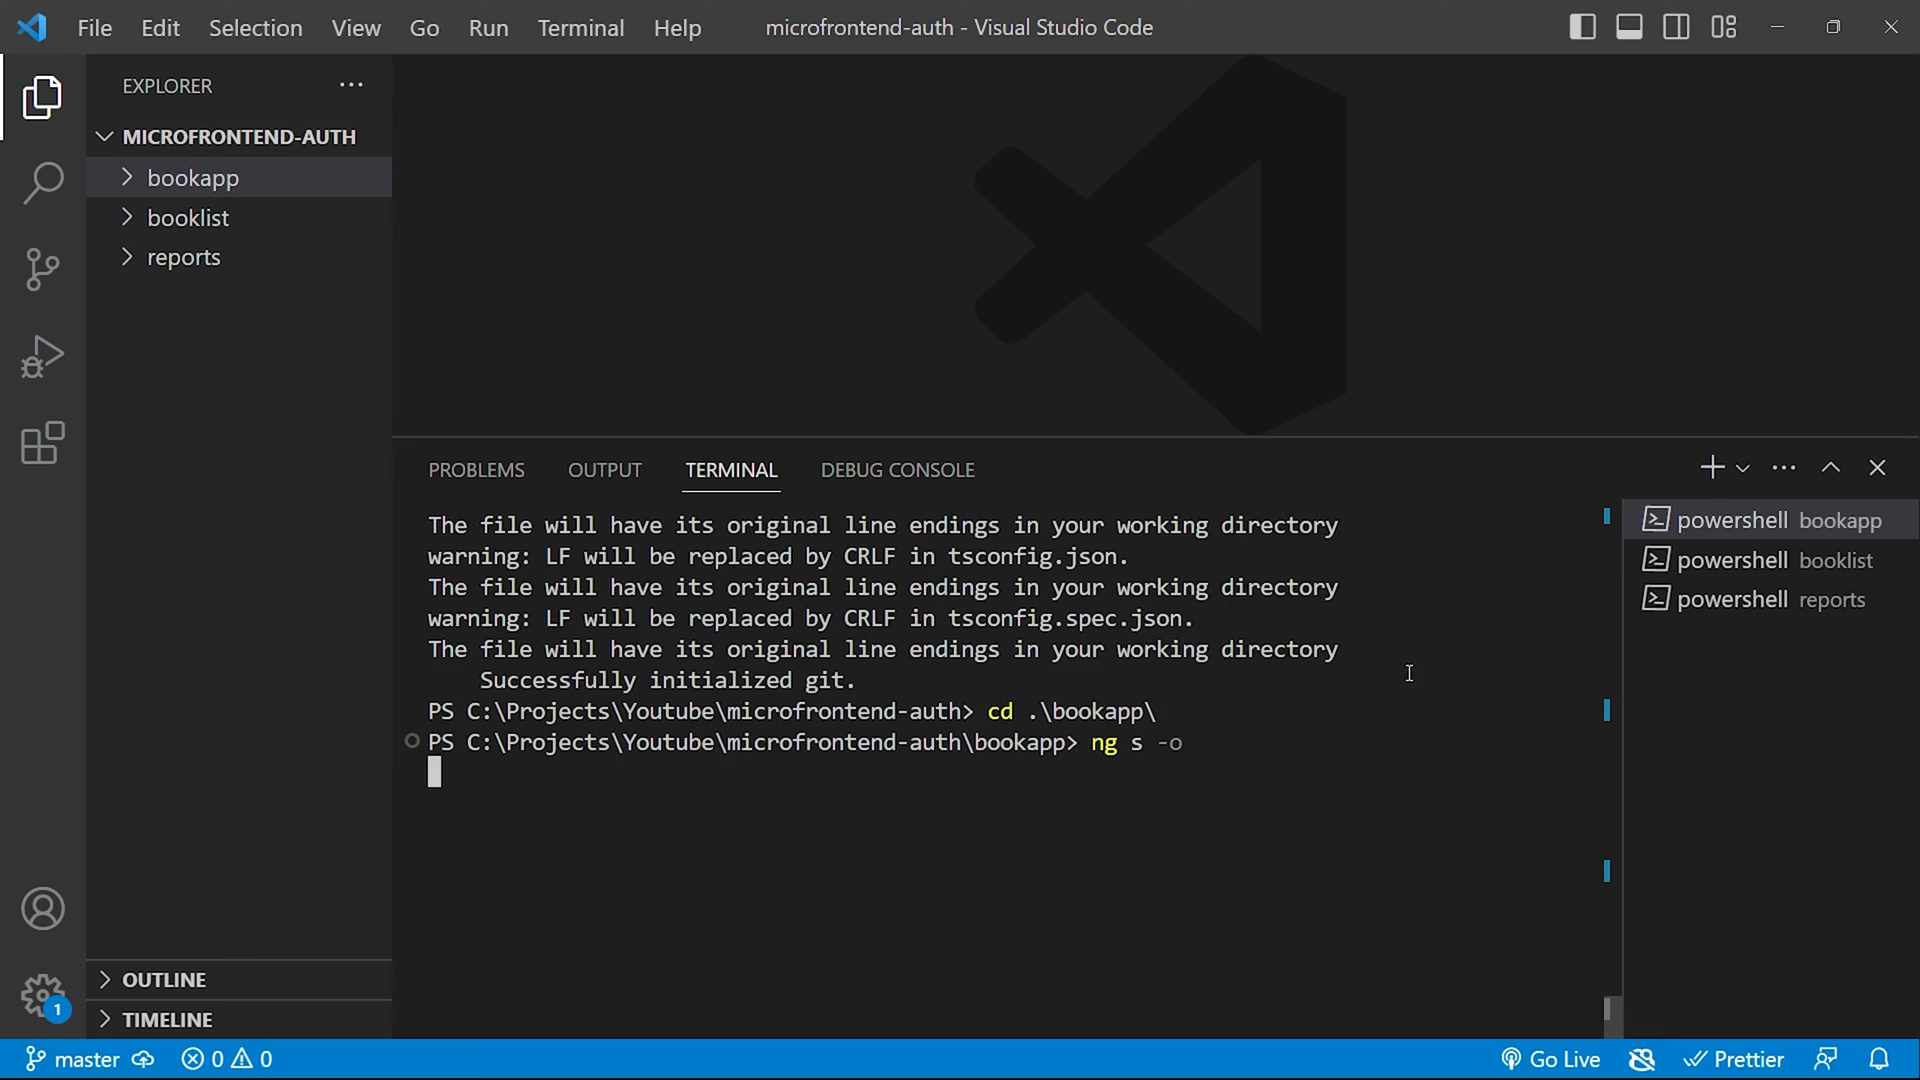 File Edit Selection View Go Run Terminal Help microfrontend-auth - Visual Studio Code
EXPLORER
MICROFRONTEND-AUTH
bookapp
booklist
reports
OUTLINE
TIMELINE
PROBLEMS OUTPUT TERMINAL DEBUG CONSOLE
The file will have its original line endings in your working directory
warning: LF will be replaced by CRLF in tsconfig.json.
The file will have its original line endings in your working directory
warning: LF will be replaced by CRLF in tsconfig.spec.json.
The file will have its original line endings in your working directory
Successfully initialized git.
PS C:\Projects\Youtube\microfrontend-auth> cd .\bookapp\
PS C:\Projects\Youtube\microfrontend-auth\bookapp> ng s -o
powershell bookapp
powershell booklist
powershell reports
1
master 0 0 Go Live Prettier